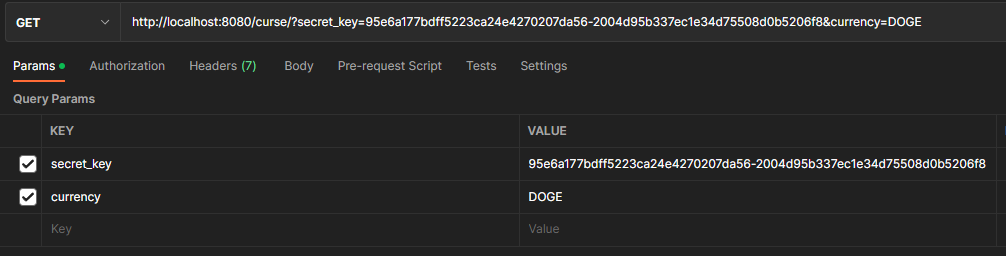 GET http://localhost:8080/curse/?secret_key=95e6a177bdff5223ca24e4270207da56-2004d95b337ec1e34d75508d0b5206f8&currency=DOGE
Params Authorization Headers (7) Body Pre-request Script Tests Settings
Query Params
KEY VALUE
secret_key 95e6a177bdff5223ca24e4270207da56-2004d95b337ec1e34d75508d0b5206f8
currency DOGE
Key Value